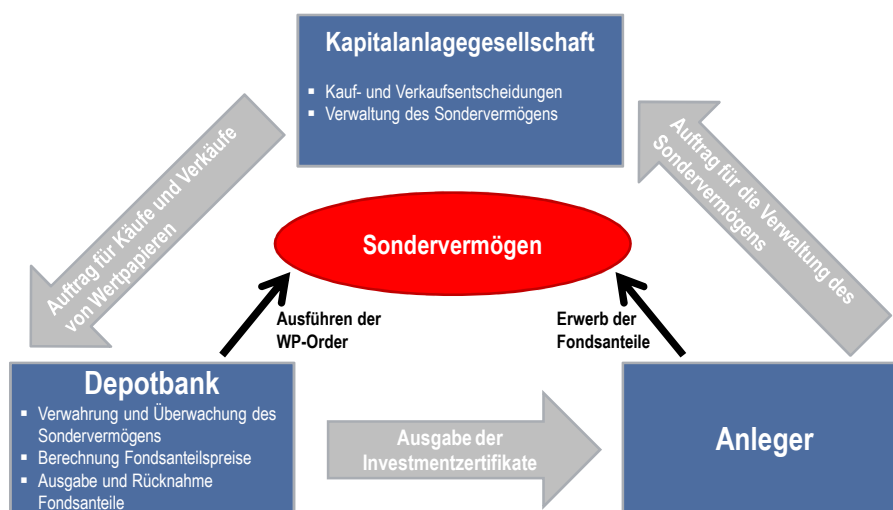 Kapitalanlagegesellschaft
▪ Kauf- und Verkaufsentscheidungen
▪ Verwaltung des Sondervermögens
Auftrag für Käufe und Verkäufe
von Wertpapieren
Auftrag für die Verwaltung des
Sondervermögens
Sondervermögen
Ausführen der
WP-Order
Erwerb der
Fondsanteile
Depotbank
▪ Verwahrung und Überwachung des
Sondervermögens
▪ Berechnung Fondsanteilspreise
▪ Ausgabe und Rücknahme
Fondsanteile
Ausgabe der
Investmentzertifikate
Anleger